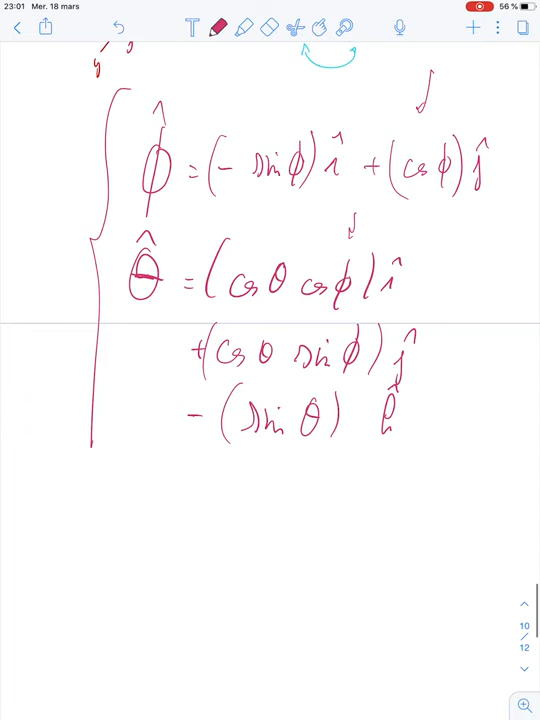 23:01 Mer. 18 mars 56 %
y
φ̂ = (- sin φ) î + (cos φ) ĵ
θ̂ = (cos θ cos φ) î
+ (cos θ sin φ) ĵ
- (sin θ) k̂
10
/
12